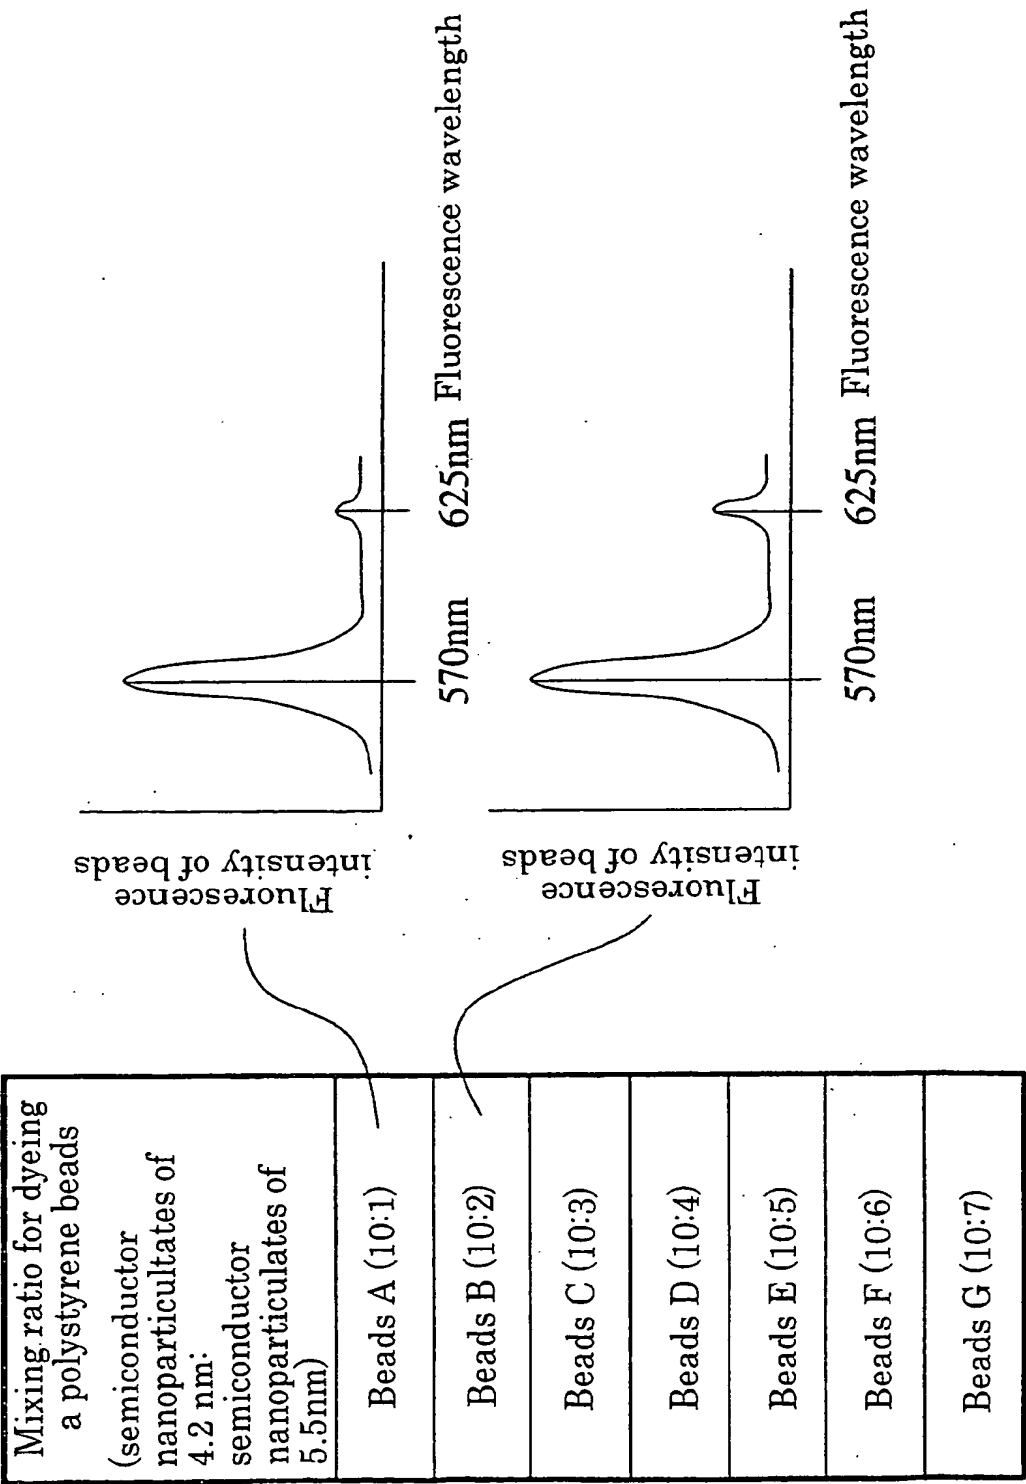 Mixing ratio for dyeing
a polystyrene beads
(semiconductor
nanoparticultates of
4.2 nm:
semiconductor
nanoparticulates of
5.5nm)
Beads A (10:1)
Beads B (10:2)
Beads C (10:3)
Beads D (10:4)
Beads E (10:5)
Beads F (10:6)
Beads G (10:7)
Fluorescence
intensity of beads
570nm 625nm Fluorescence wavelength
Fluorescence
intensity of beads
570nm 625nm Fluorescence wavelength